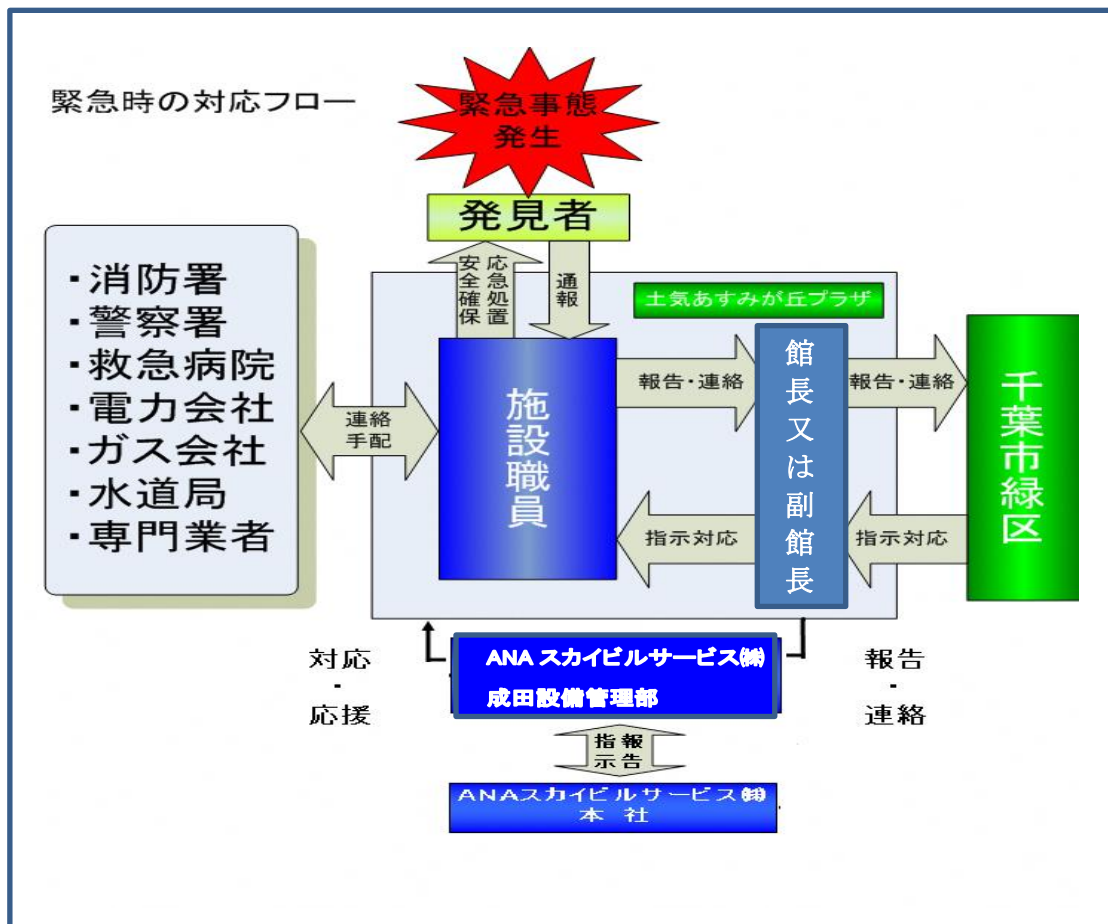 緊急時の対応フロー
緊急事態
発生
発見者
安全確保
応急処置
通報
土気あすみが丘プラザ
・消防署
・警察署
・救急病院
・電力会社
・ガス会社
・水道局
・専門業者
連絡
手配
施設職員
報告・連絡
館長又は副館長
報告・連絡
千葉市緑区
指示対応
指示対応
対応・応援
ANAスカイビルサービス㈱
成田設備管理部
報告・連絡
指示
報告
ANAスカイビルサービス㈱
本 社